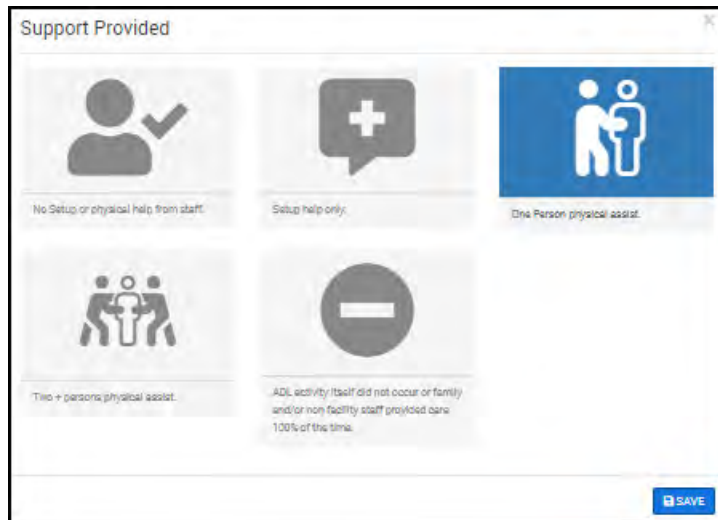 Support Provided
No Setup or physical help from staff.
Setup help only.
One Person physical assist.
Two + persons physical assist.
ADL activity itself did not occur or family
and/or non facility staff provided care
100% of the time.
SAVE